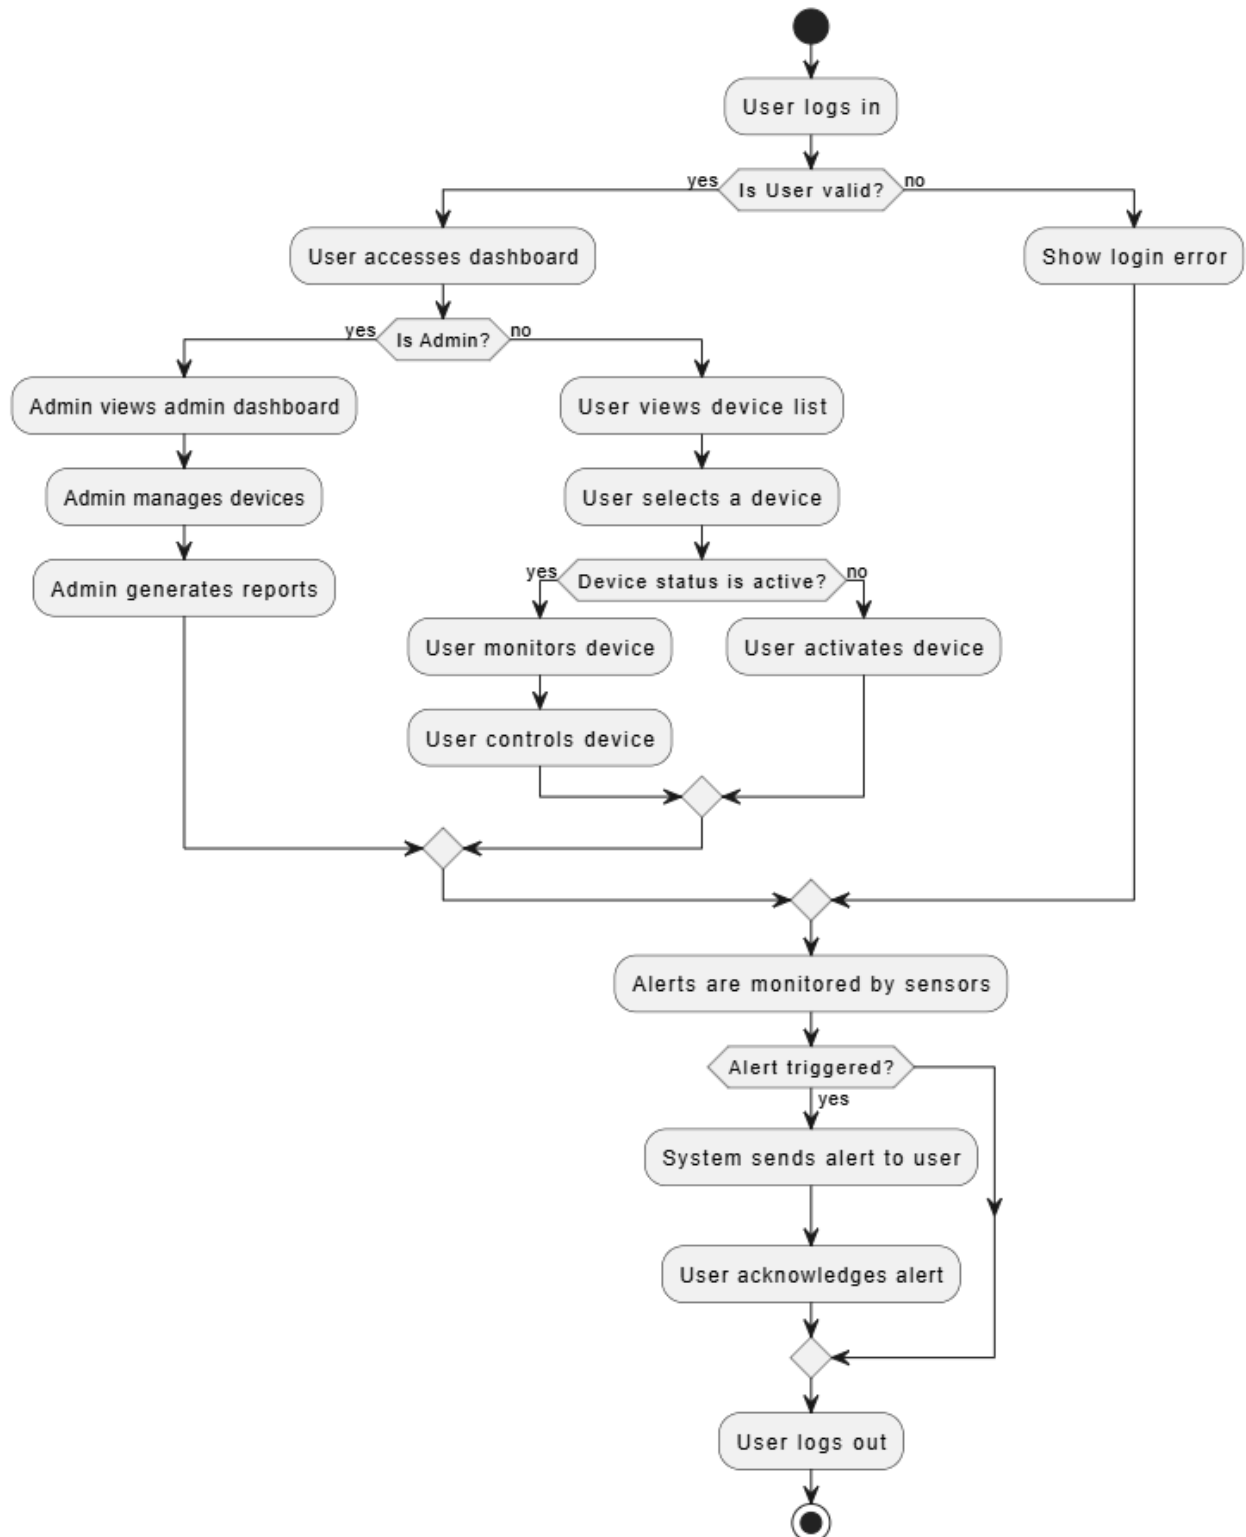 User logs in
yes
Is User valid?
no
User accesses dashboard
Show login error
yes
Is Admin?
no
Admin views admin dashboard
User views device list
Admin manages devices
User selects a device
Admin generates reports
yes
Device status is active?
no
User monitors device
User activates device
User controls device
Alerts are monitored by sensors
Alert triggered?
yes
System sends alert to user
User acknowledges alert
User logs out